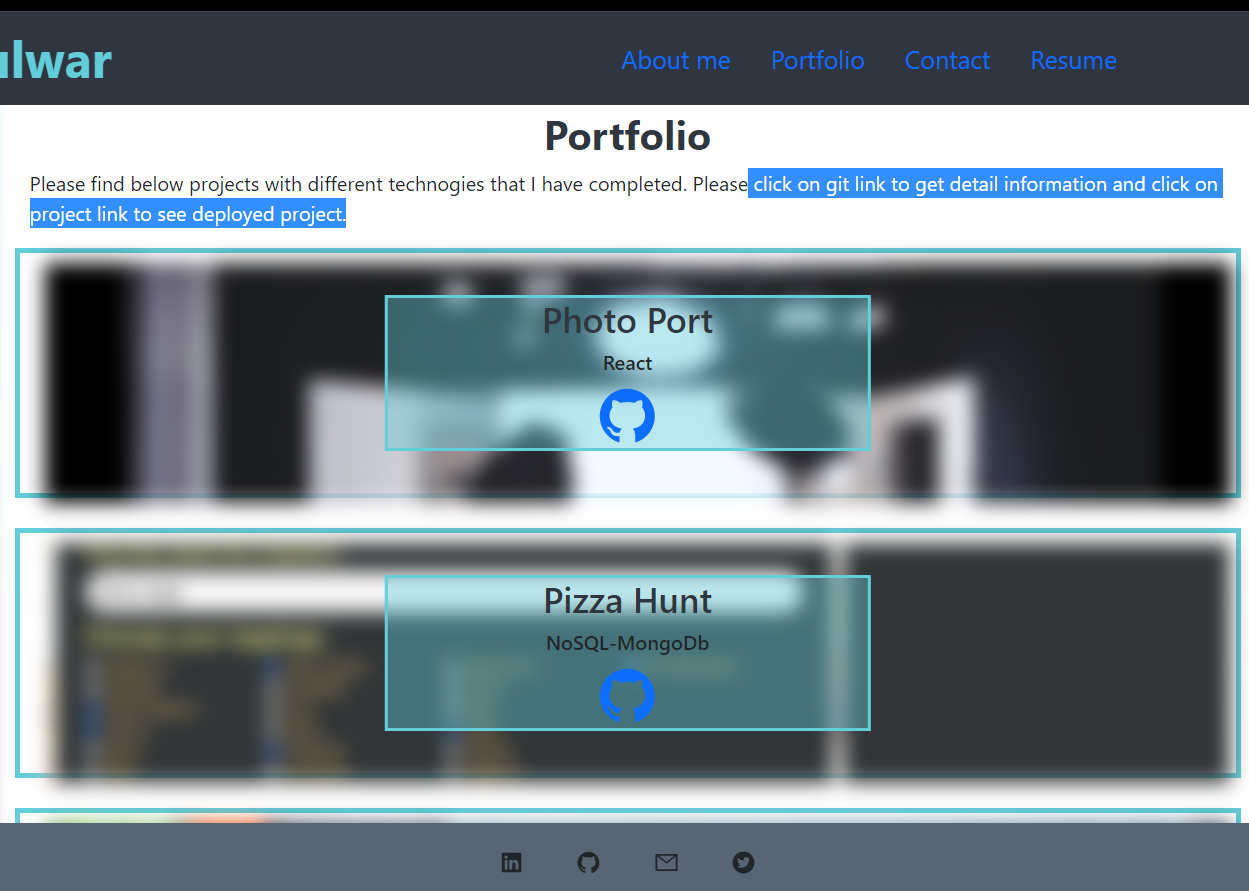 ulwar
About me Portfolio Contact Resume
Portfolio
Please find below projects with different technogies that I have completed. Please click on git link to get detail information and click on
project link to see deployed project.
Photo Port
React
Pizza Hunt
NoSQL-MongoDb
in